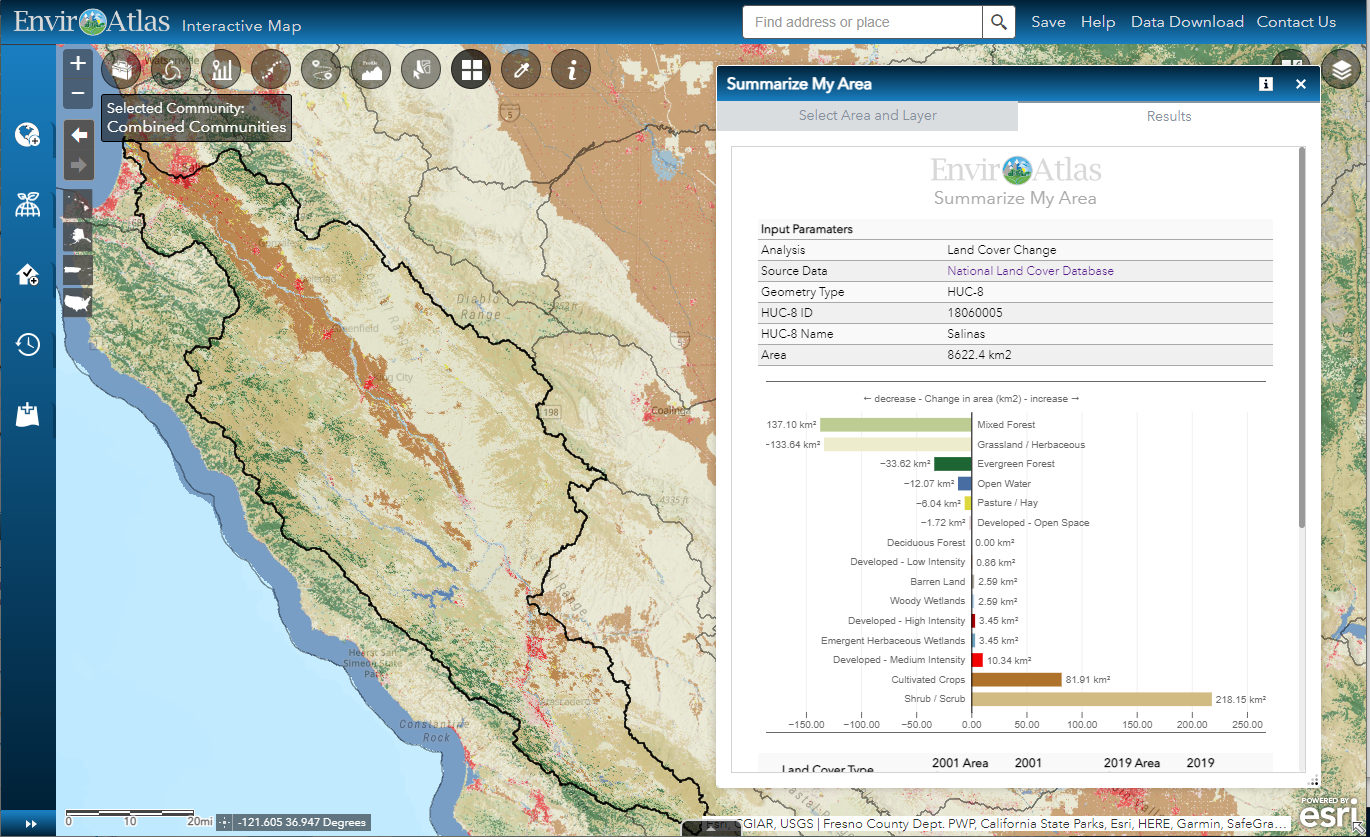 EnviroAtlas Interactive Map
Find address or place
Save Help Data Download Contact Us
+
−
Selected Community:
Combined Communities
Profile
Summarize My Area
Select Area and Layer
Results
EnviroAtlas
Summarize My Area
Input Paramaters
Analysis Land Cover Change
Source Data National Land Cover Database
Geometry Type HUC-8
HUC-8 ID 18060005
HUC-8 Name Salinas
Area 8622.4 km2
← decrease - Change in area (km2) - increase →
137.10 km² Mixed Forest
-133.64 km² Grassland / Herbaceous
−33.62 km² Evergreen Forest
−12.07 km² Open Water
−6.04 km² Pasture / Hay
−1.72 km² Developed - Open Space
Deciduous Forest 0.00 km²
Developed - Low Intensity 0.86 km²
Barren Land 2.59 km²
Woody Wetlands 2.59 km²
Developed - High Intensity 3.45 km²
Emergent Herbaceous Wetlands 3.45 km²
Developed - Medium Intensity 10.34 km²
Cultivated Crops 81.91 km²
Shrub / Scrub 218.15 km²
−150.00 −100.00 −50.00 0.00 50.00 100.00 150.00 200.00 250.00
Land Cover Type 2001 Area 2001 2019 Area 2019
5
Diablo
Range
Greenfield
King City
198
Coalinga
4335 ft
Range
Hearst San
Simeon State
Park
Atascadero
Constantine
Rock
0 10 20mi
-121.605 36.947 Degrees
Esri, CGIAR, USGS | Fresno County Dept. PWP, California State Parks, Esri, HERE, Garmin, SafeGra...
POWERED BY
esri